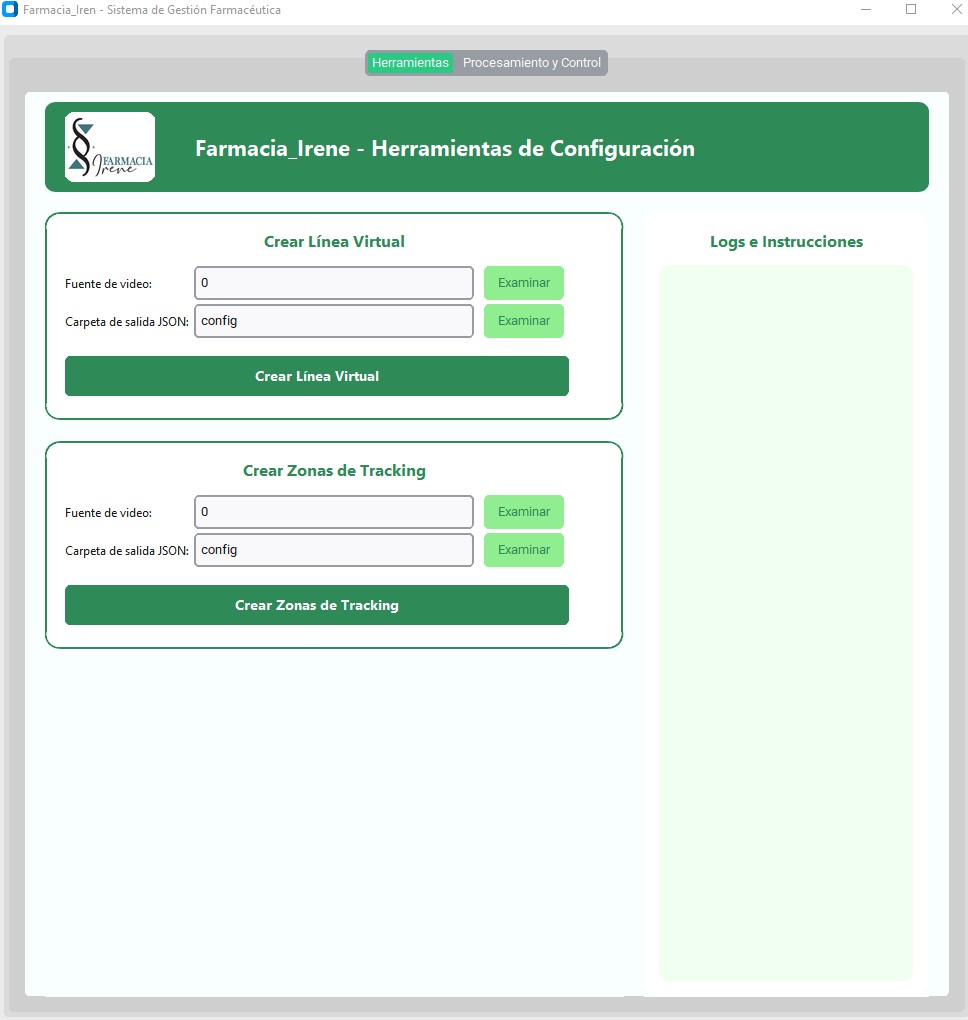 Farmacia_Iren - Sistema de Gestión Farmacéutica
Herramientas Procesamiento y Control
FARMACIA
Irene
Farmacia_Irene - Herramientas de Configuración
Crear Línea Virtual
Fuente de video: 0 Examinar
Carpeta de salida JSON: config Examinar
Crear Línea Virtual
Crear Zonas de Tracking
Fuente de video: 0 Examinar
Carpeta de salida JSON: config Examinar
Crear Zonas de Tracking
Logs e Instrucciones